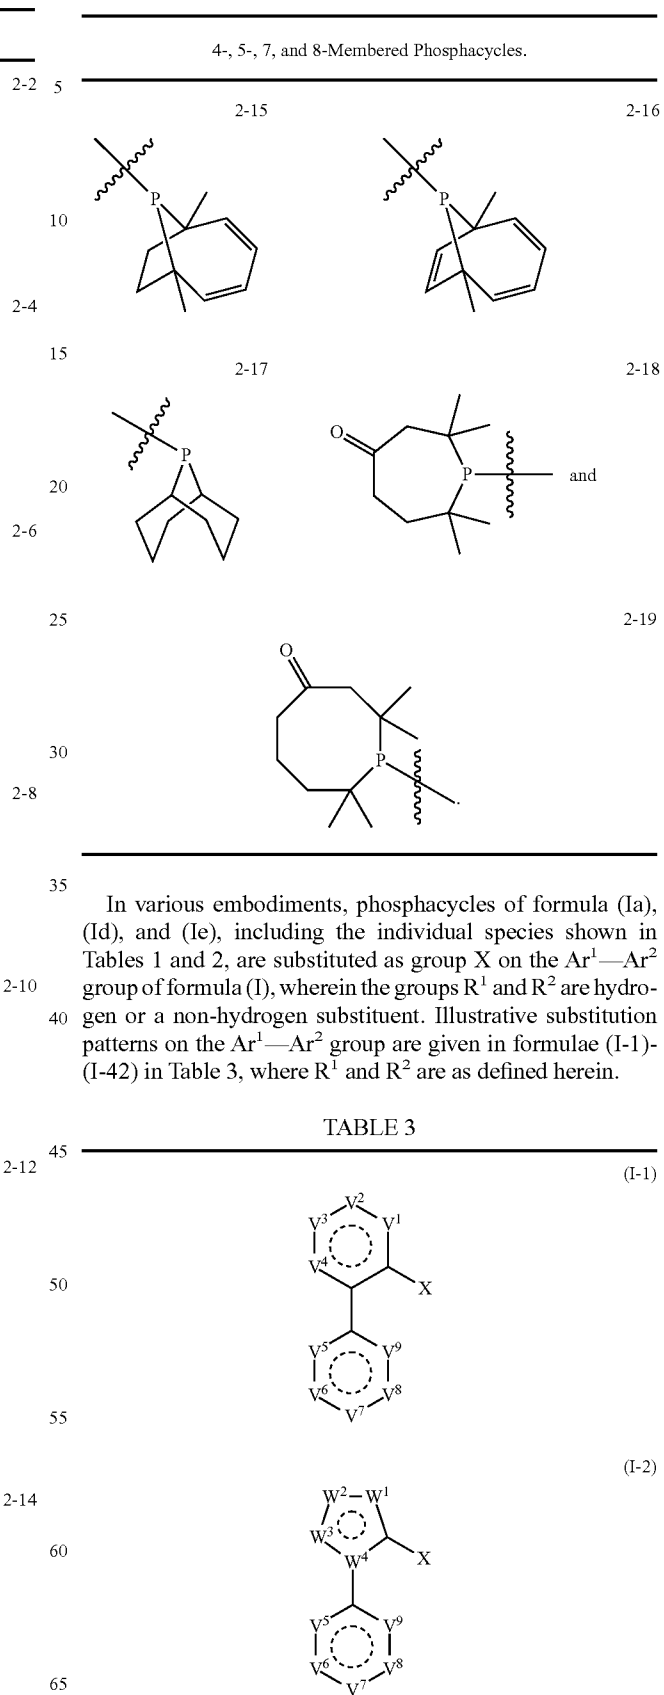 4-, 5-, 7, and 8-Membered Phosphacycles.
2-2 5
2-15 2-16
P P
10
2-4
15
2-17 2-18
O
P P and
20
2-6
25 2-19
O
30
P
2-8
.
35
In various embodiments, phosphacycles of formula (Ia),
(Id), and (Ie), including the individual species shown in
Tables 1 and 2, are substituted as group X on the Ar¹—Ar²
2-10 group of formula (I), wherein the groups R¹ and R² are hydro-
40 gen or a non-hydrogen substituent. Illustrative substitution
patterns on the Ar¹—Ar² group are given in formulae (I-1)-
(I-42) in Table 3, where R¹ and R² are as defined herein.
TABLE 3
45
2-12 (I-1)
V²
V³ V¹
V⁴
50 X
V⁵ V⁹
V⁶ V⁸
55 V⁷
(I-2)
2-14 W² W¹
W³
60 W⁴ X
V⁵ V⁹
V⁶ V⁸
65 V⁷